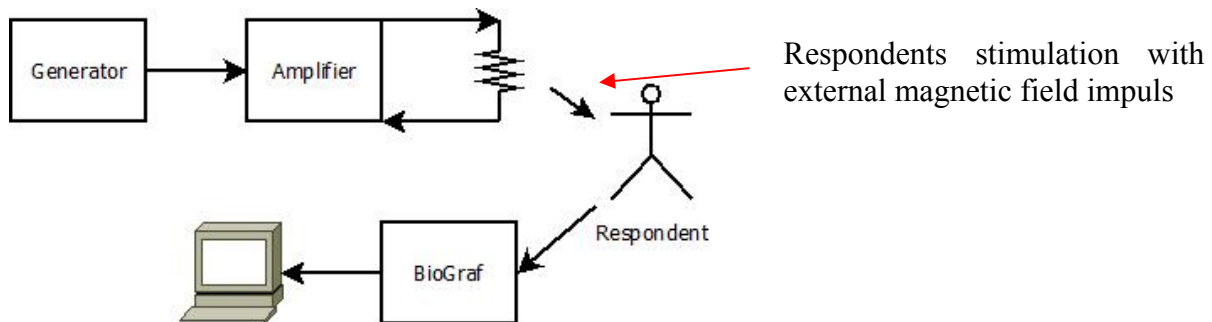 Generator
Amplifier
Respondents stimulation with
external magnetic field impuls
Respondent
BioGraf